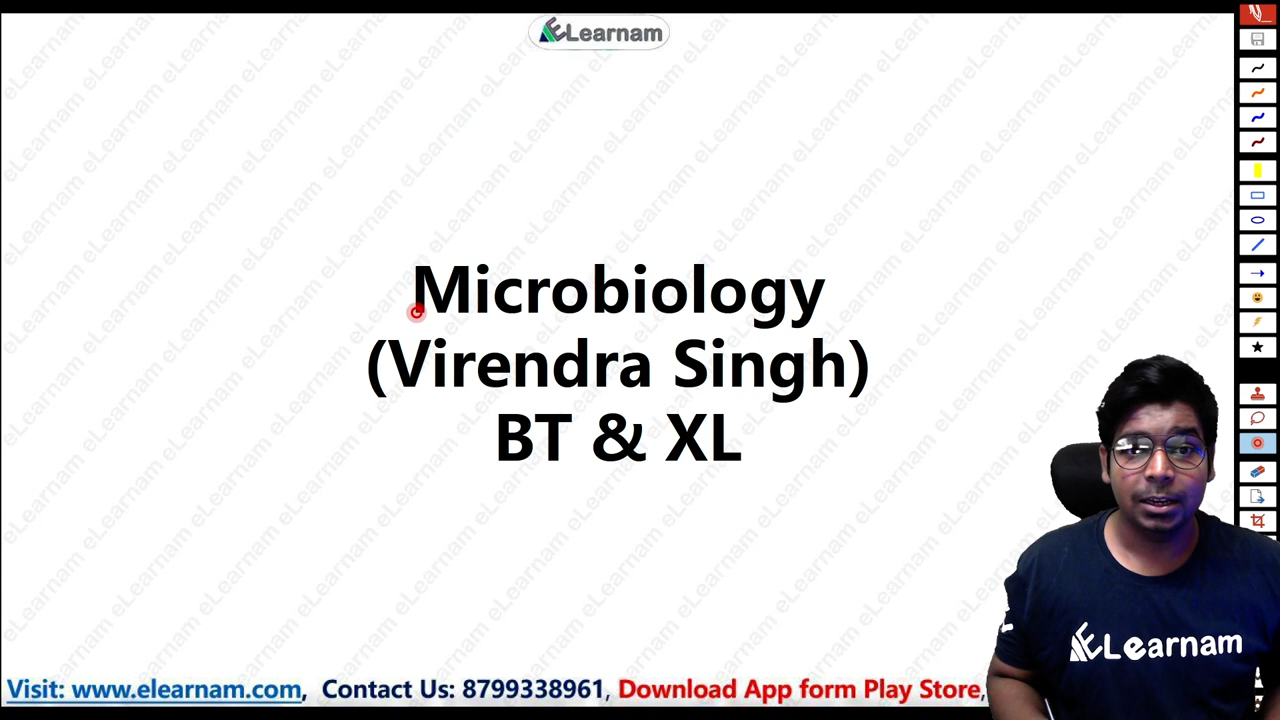 ELearnam
Microbiology
(Virendra Singh)
BT & XL
ELearnam
Visit: www.elearnam.com, Contact Us: 8799338961, Download App form Play Store,